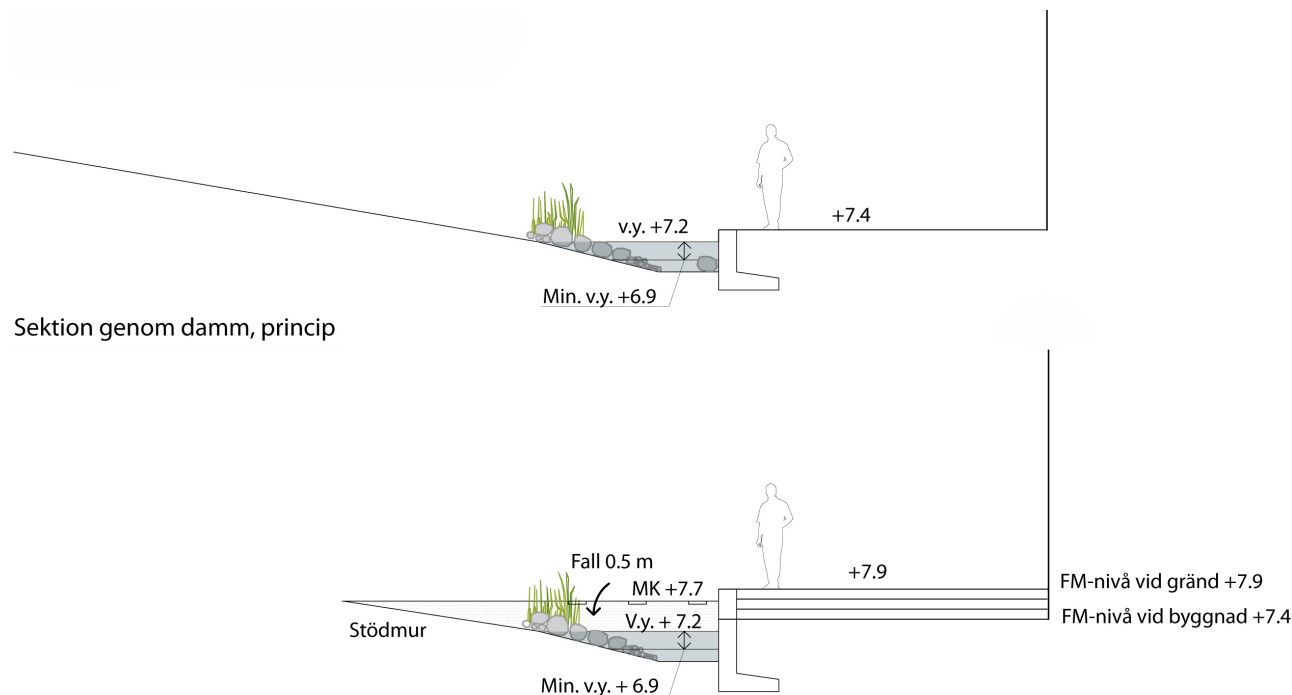 v.y. +7.2
+7.4
Min. v.y. +6.9
Sektion genom damm, princip
Fall 0.5 m
MK +7.7
+7.9
FM-nivå vid gränd +7.9
Stödmur
V.y. + 7.2
FM-nivå vid byggnad +7.4
Min. v.y. + 6.9